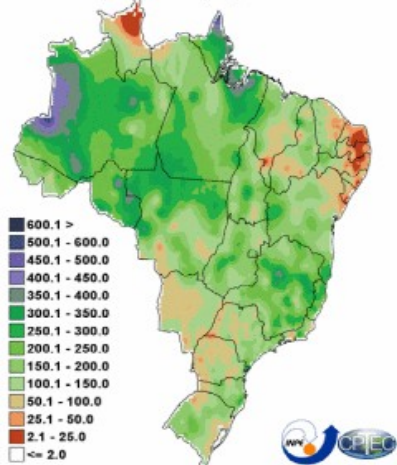 600.1 >
500.1 - 600.0
450.1 - 500.0
400.1 - 450.0
350.1 - 400.0
300.1 - 350.0
250.1 - 300.0
200.1 - 250.0
150.1 - 200.0
100.1 - 150.0
50.1 - 100.0
25.1 - 50.0
2.1 - 25.0
<= 2.0
INPE
CPTEC